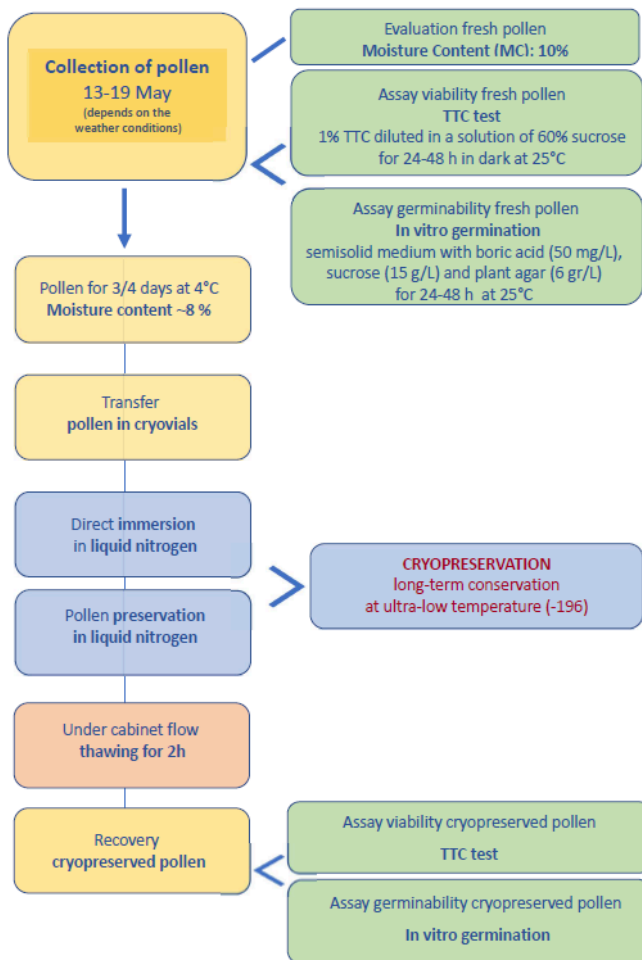 Collection of pollen
13-19 May
(depends on the
weather conditions)
Evaluation fresh pollen
Moisture Content (MC): 10%
Assay viability fresh pollen
TTC test
1% TTC diluted in a solution of 60% sucrose
for 24-48 h in dark at 25°C
Assay germinability fresh pollen
In vitro germination
semisolid medium with boric acid (50 mg/L),
sucrose (15 g/L) and plant agar (6 gr/L)
for 24-48 h at 25°C
Pollen for 3/4 days at 4°C
Moisture content ~8 %
Transfer
pollen in cryovials
Direct immersion
in liquid nitrogen
Pollen preservation
in liquid nitrogen
CRYOPRESERVATION
long-term conservation
at ultra-low temperature (-196)
Under cabinet flow
thawing for 2h
Recovery
cryopreserved pollen
Assay viability cryopreserved pollen
TTC test
Assay germinability cryopreserved pollen
In vitro germination